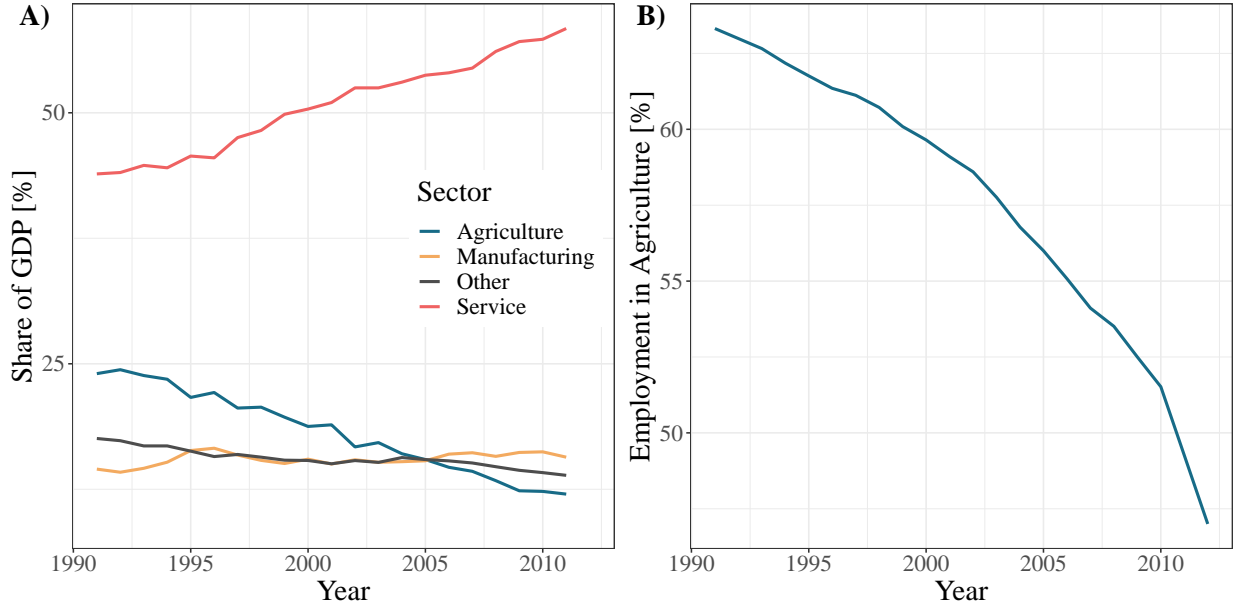 A)
Share of GDP [%]
50
25
Sector
Agriculture
Manufacturing
Other
Service
1990 1995 2000 2005 2010
Year
B)
Employment in Agriculture [%]
60
55
50
1990 1995 2000 2005 2010
Year